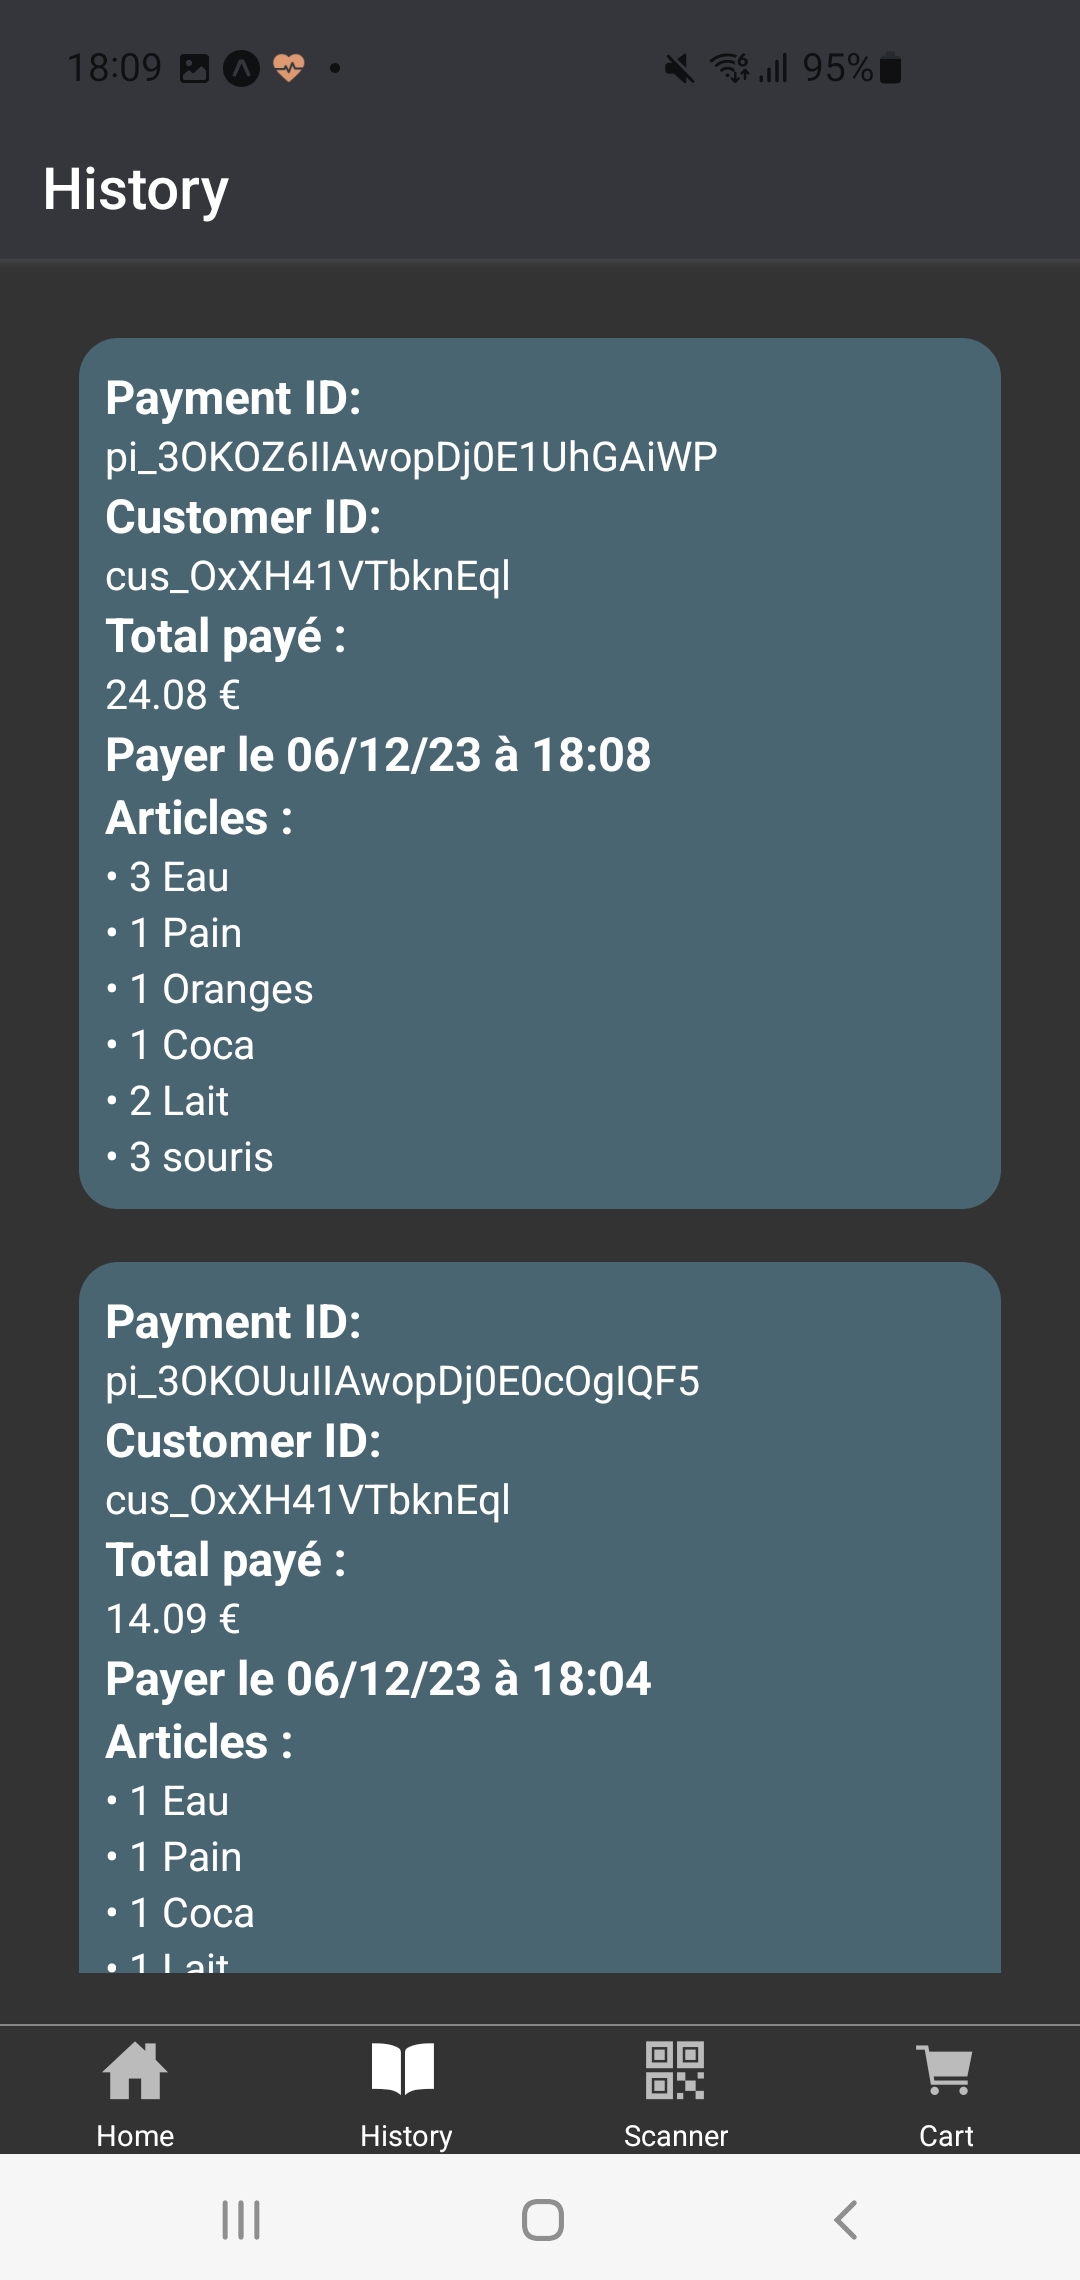 18:09
95%
History
Payment ID:
pi_3OKOZ6IIAwopDj0E1UhGAiWP
Customer ID:
cus_OxXH41VTbknEql
Total payé :
24.08 €
Payer le 06/12/23 à 18:08
Articles :
• 3 Eau
• 1 Pain
• 1 Oranges
• 1 Coca
• 2 Lait
• 3 souris
Payment ID:
pi_3OKOUuIIAwopDj0E0cOgIQF5
Customer ID:
cus_OxXH41VTbknEql
Total payé :
14.09 €
Payer le 06/12/23 à 18:04
Articles :
• 1 Eau
• 1 Pain
• 1 Coca
• 1 Lait
Home
History
Scanner
Cart